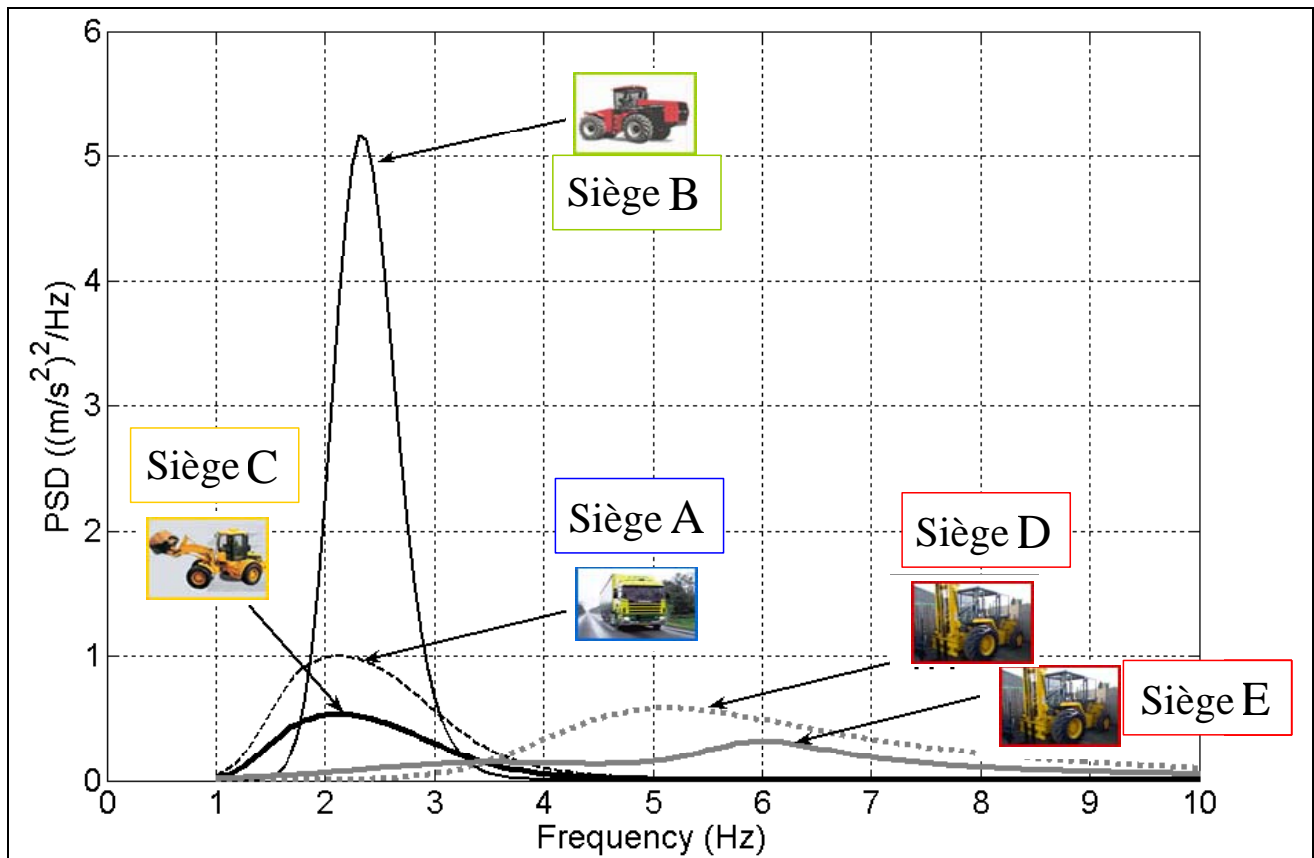 6
5
4
3
2
1
0
PSD ((m/s²)²/Hz)
Siège B
Siège C
Siège A
Siège D
Siège E
0 1 2 3 4 5 6 7 8 9 10
Frequency (Hz)